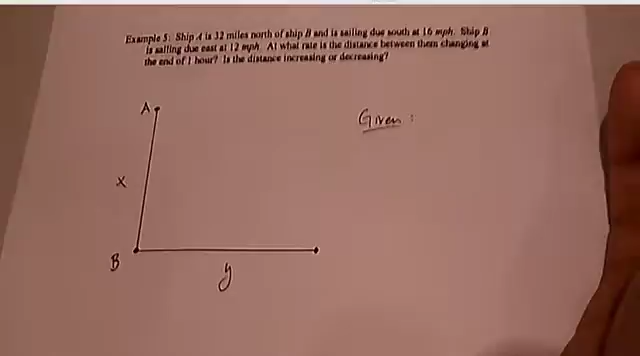 Example 5: Ship A is 32 miles north of ship B and is sailing due south at 16 mph. Ship B
is sailing due east at 12 mph. At what rate is the distance between them changing at
the end of 1 hour? Is the distance increasing or decreasing?
A
Given :
x
B
y